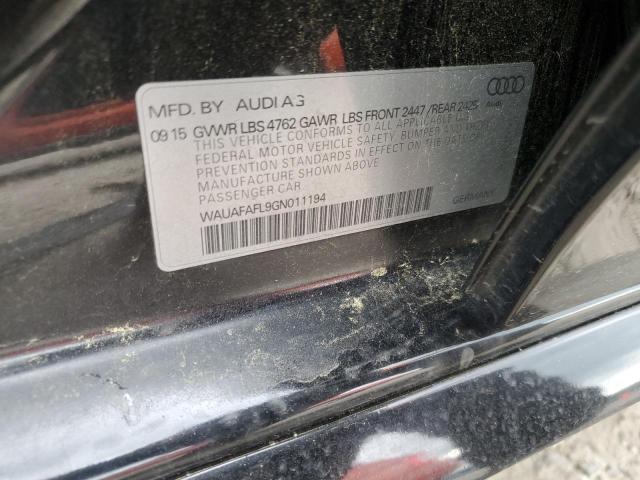 MFD. BY AUDI AG
09 15 GVWR LBS 4762 GAWR LBS FRONT 2447 /REAR 2425
Audi
THIS VEHICLE CONFORMS TO ALL APPLICABLE U.S.
FEDERAL MOTOR VEHICLE SAFETY, BUMPER, AND THEFT
PREVENTION STANDARDS IN EFFECT ON THE DATE OF
MANUFACTURE SHOWN ABOVE
PASSENGER CAR
WAUAFAFL9GN011194
GERMANY